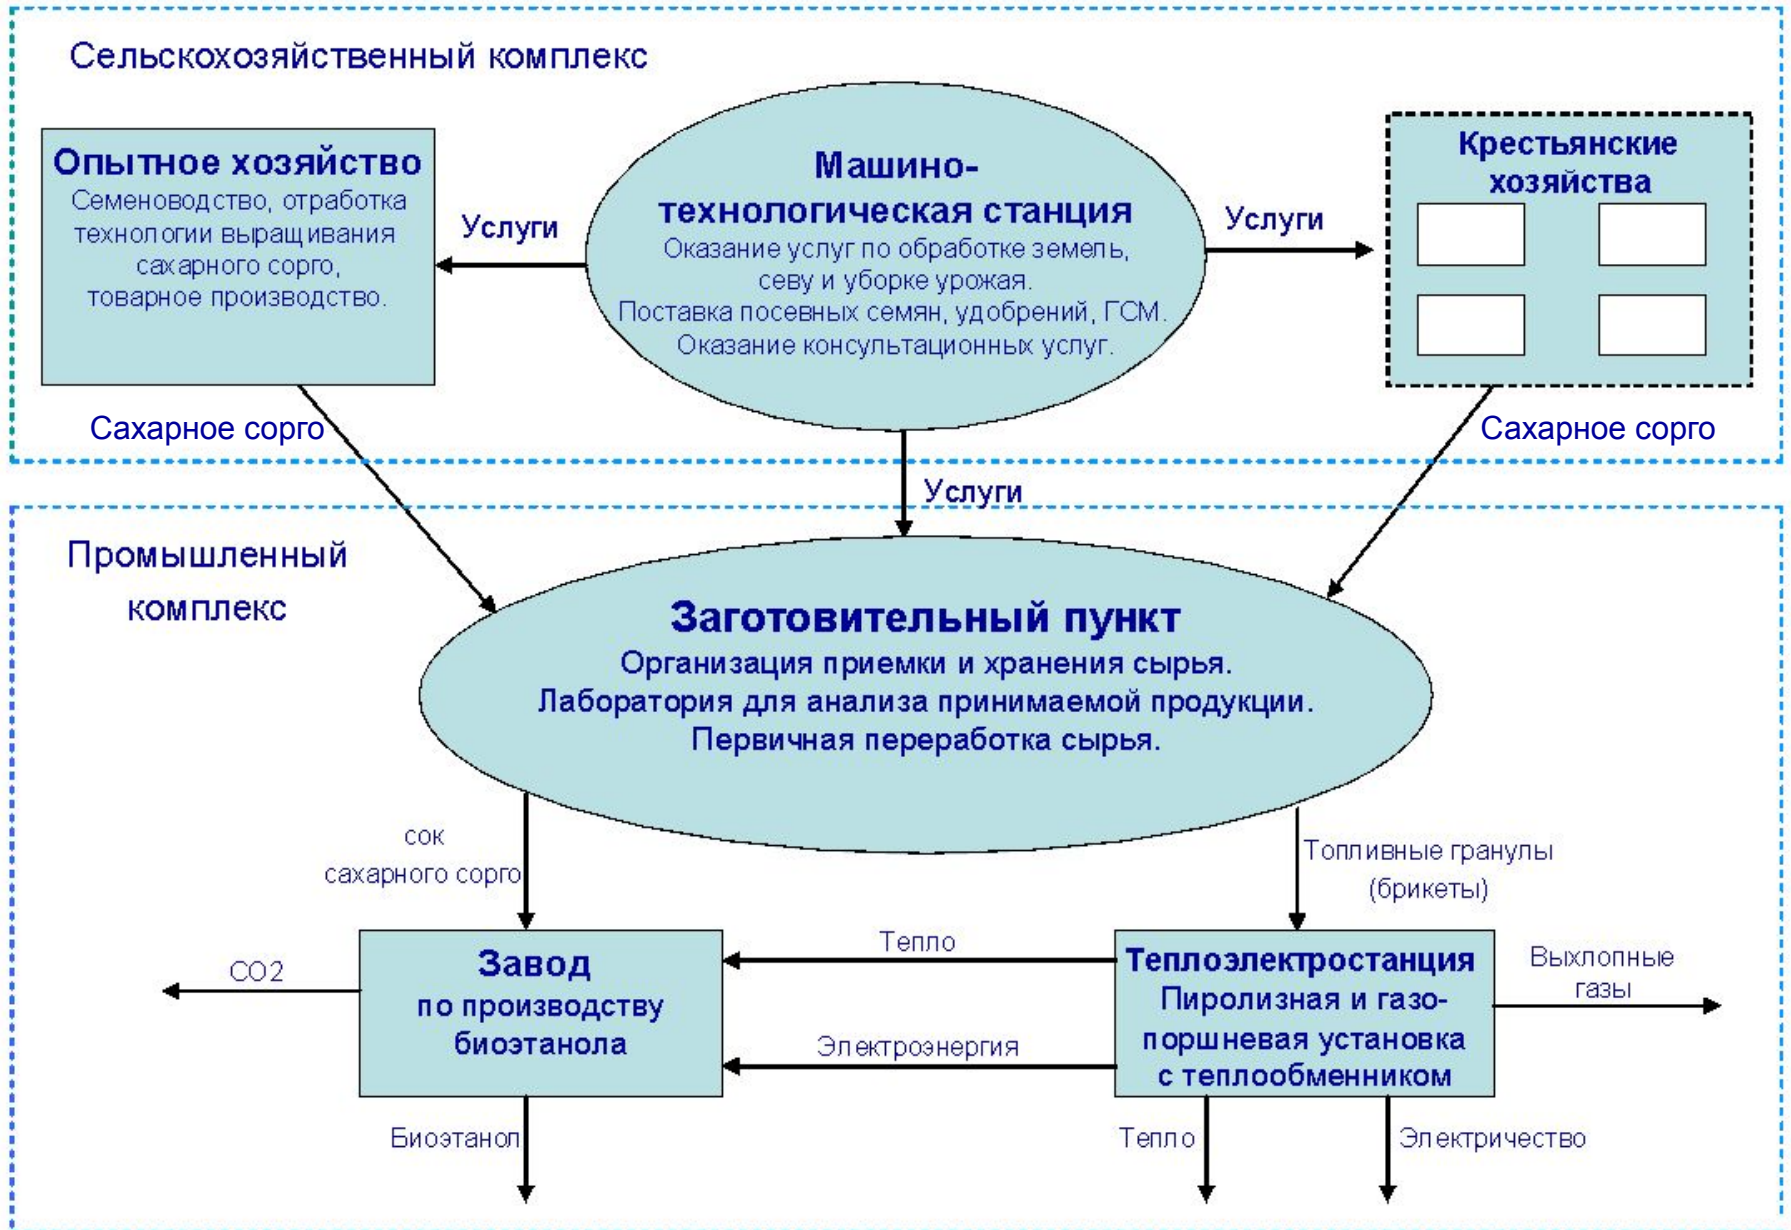 Сельскохозяйственный комплекс
Опытное хозяйство
Семеноводство, отработка
технологии выращивания
сахарного сорго,
товарное производство.
Услуги
Машино-
технологическая станция
Оказание услуг по обработке земель,
севу и уборке урожая.
Поставка посевных семян, удобрений, ГСМ.
Оказание консультационных услуг.
Услуги
Крестьянские
хозяйства
Сахарное сорго
Сахарное сорго
Услуги
Промышленный
комплекс
Заготовительный пункт
Организация приемки и хранения сырья.
Лаборатория для анализа принимаемой продукции.
Первичная переработка сырья.
сок
сахарного сорго
Топливные гранулы
(брикеты)
CO2
Завод
по производству
биоэтанола
Тепло
Электроэнергия
Теплоэлектростанция
Пиролизная и газо-
поршневая установка
с теплообменником
Выхлопные
газы
Биоэтанол
Тепло
Электричество